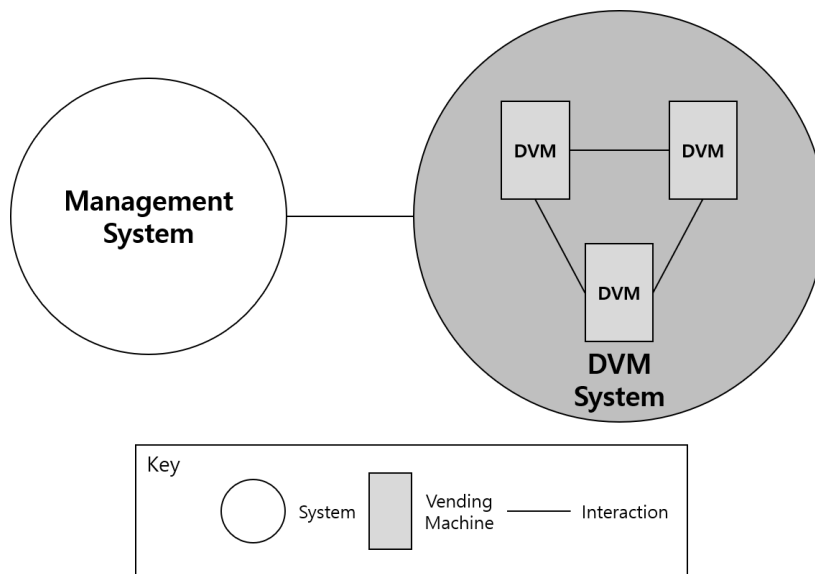 Management
System
DVM
DVM
DVM
DVM
System
Key
System
Vending
Machine
Interaction